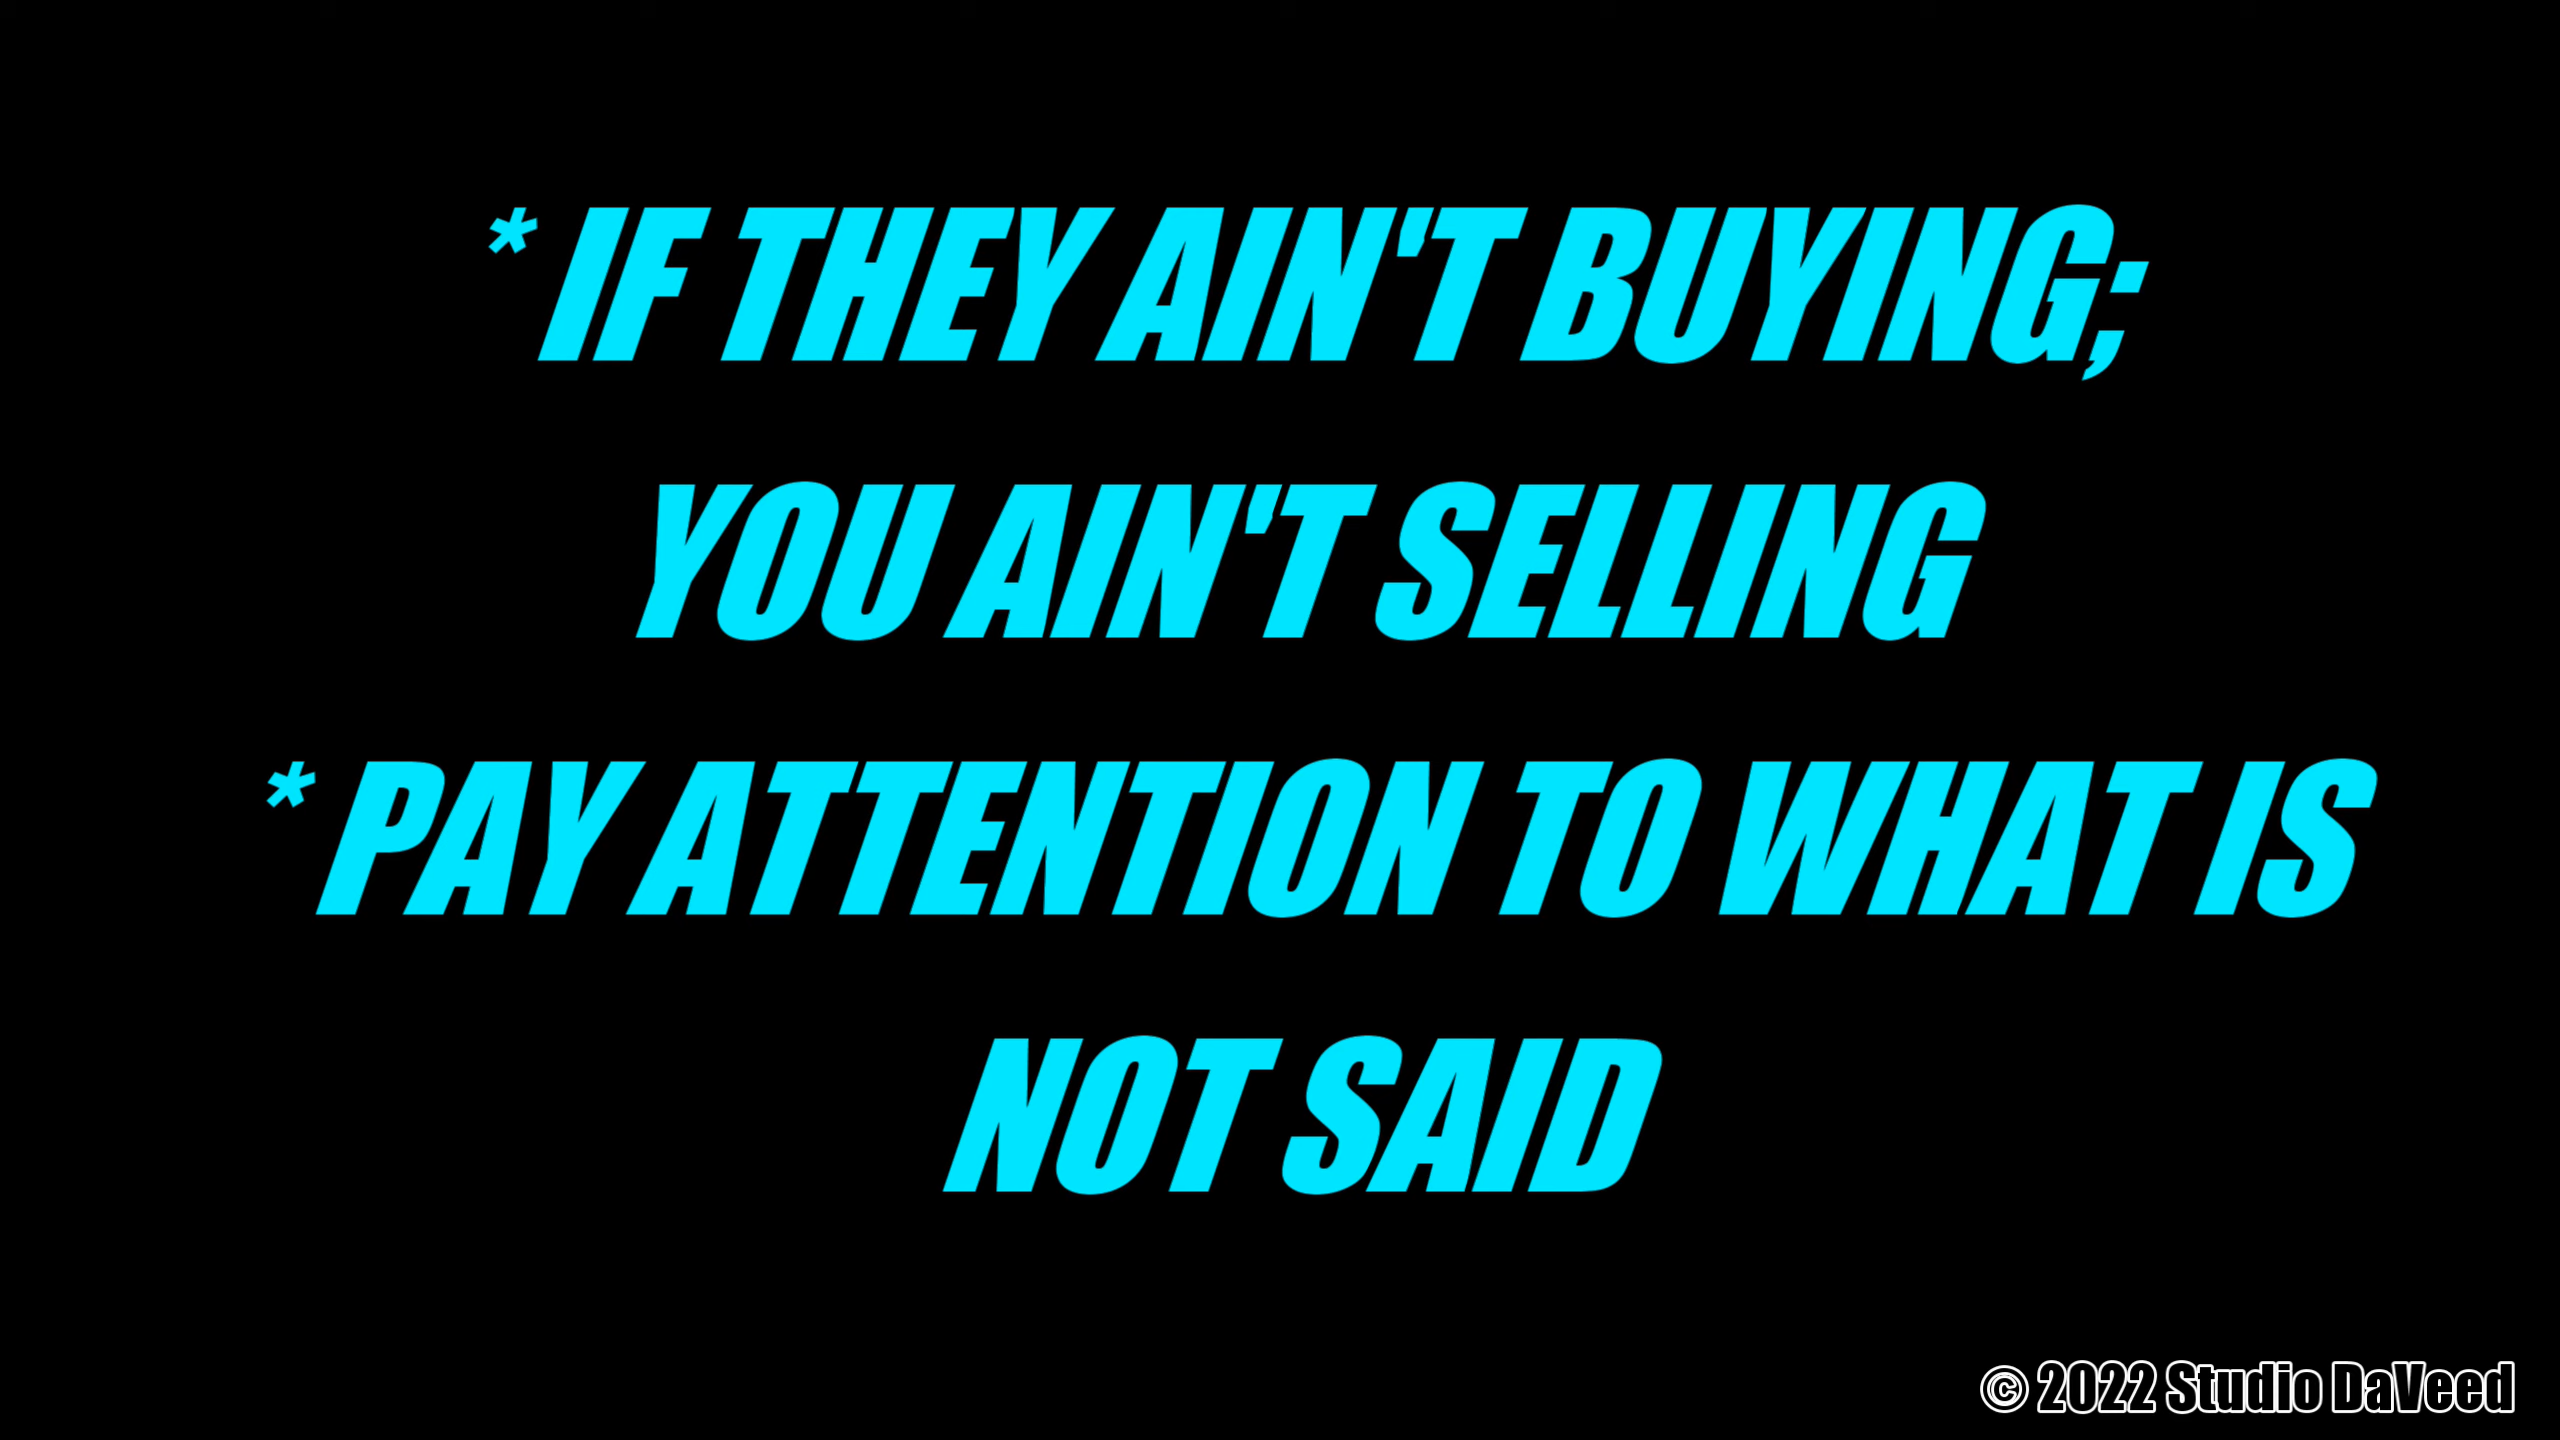 * IF THEY AIN'T BUYING;
YOU AIN'T SELLING
* PAY ATTENTION TO WHAT IS
NOT SAID
© 2022 Studio DaVeed